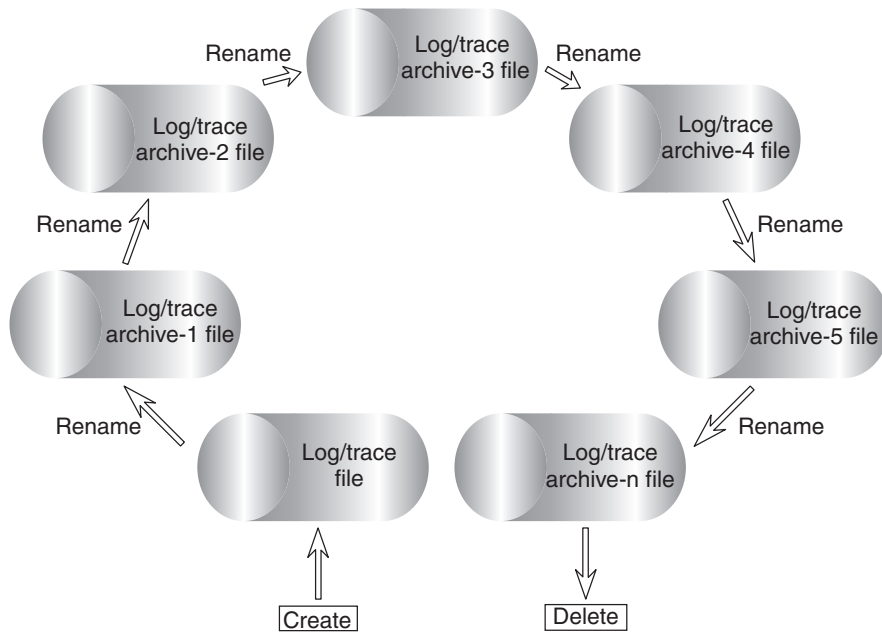 Rename
Log/trace
archive-3 file
Rename
Log/trace
archive-2 file
Log/trace
archive-4 file
Rename
Rename
Log/trace
archive-1 file
Log/trace
archive-5 file
Rename
Log/trace
file
Log/trace
archive-n file
Rename
Create
Delete